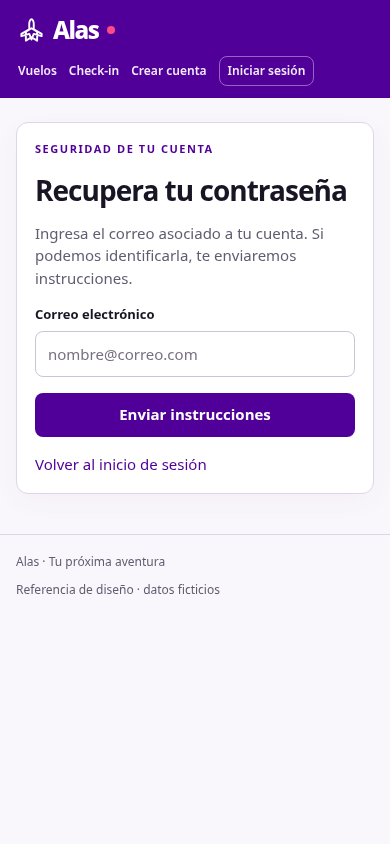 Alas
Vuelos Check-in Crear cuenta Iniciar sesión
SEGURIDAD DE TU CUENTA
Recupera tu contraseña
Ingresa el correo asociado a tu cuenta. Si
podemos identificarla, te enviaremos
instrucciones.
Correo electrónico
nombre@correo.com
Enviar instrucciones
Volver al inicio de sesión
Alas · Tu próxima aventura
Referencia de diseño · datos ficticios